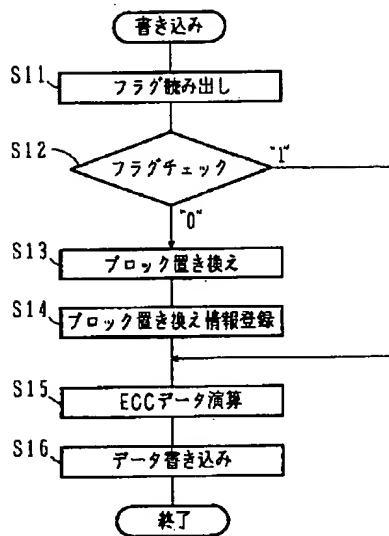 書き込み
S11
フラグ読み出し
S12
フラグチェック
"1"
"0"
S13
ブロック置き換え
S14
ブロック置き換え情報登録
S15
ECCデータ演算
S16
データ書き込み
終了